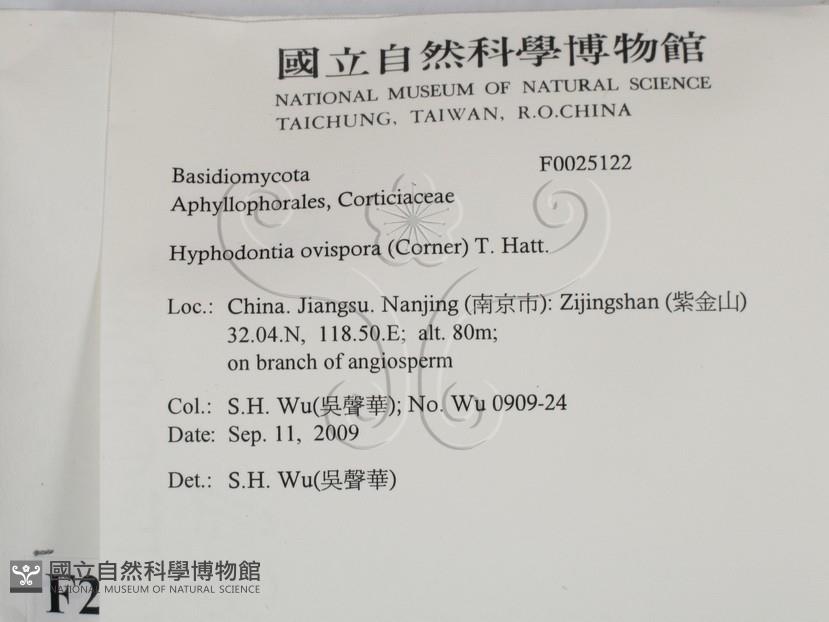 國立自然科學博物館
NATIONAL MUSEUM OF NATURAL SCIENCE
TAICHUNG, TAIWAN, R.O.CHINA
Basidiomycota F0025122
Aphyllophorales, Corticiaceae
Hyphodontia ovispora (Corner) T. Hatt.
Loc.: China. Jiangsu. Nanjing (南京市): Zijingshan (紫金山)
32.04.N, 118.50.E; alt. 80m;
on branch of angiosperm
Col.: S.H. Wu(吳聲華); No. Wu 0909-24
Date: Sep. 11, 2009
Det.: S.H. Wu(吳聲華)
國立自然科學博物館
NATIONAL MUSEUM OF NATURAL SCIENCE
F2